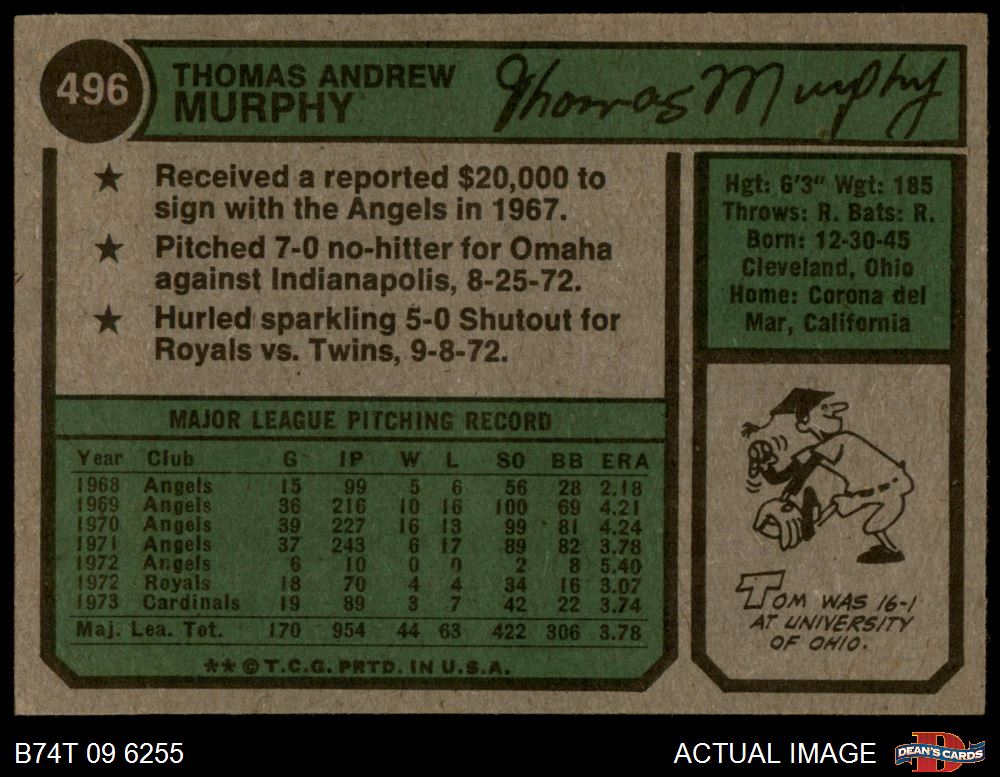 496
THOMAS ANDREW
MURPHY
Thomas Murphy
★ Received a reported $20,000 to
sign with the Angels in 1967.
★ Pitched 7-0 no-hitter for Omaha
against Indianapolis, 8-25-72.
★ Hurled sparkling 5-0 Shutout for
Royals vs. Twins, 9-8-72.
Hgt: 6'3" Wgt: 185
Throws: R. Bats: R.
Born: 12-30-45
Cleveland, Ohio
Home: Corona del
Mar, California
MAJOR LEAGUE PITCHING RECORD
Year Club G IP W L SO BB ERA
1968 Angels 15 99 5 6 56 28 2.18
1969 Angels 36 216 10 16 100 69 4.21
1970 Angels 39 227 16 13 99 81 4.24
1971 Angels 37 243 6 17 89 82 3.78
1972 Angels 6 10 0 0 2 8 5.40
1972 Royals 18 70 4 4 34 16 3.07
1973 Cardinals 19 89 3 7 42 22 3.74
Maj. Lea. Tot. 170 954 44 63 422 306 3.78
** © T.C.G. PRTD. IN U.S.A.
TOM WAS 16-1
AT UNIVERSITY
OF OHIO.
B74T 09 6255
ACTUAL IMAGE
D
DEAN'S CARDS